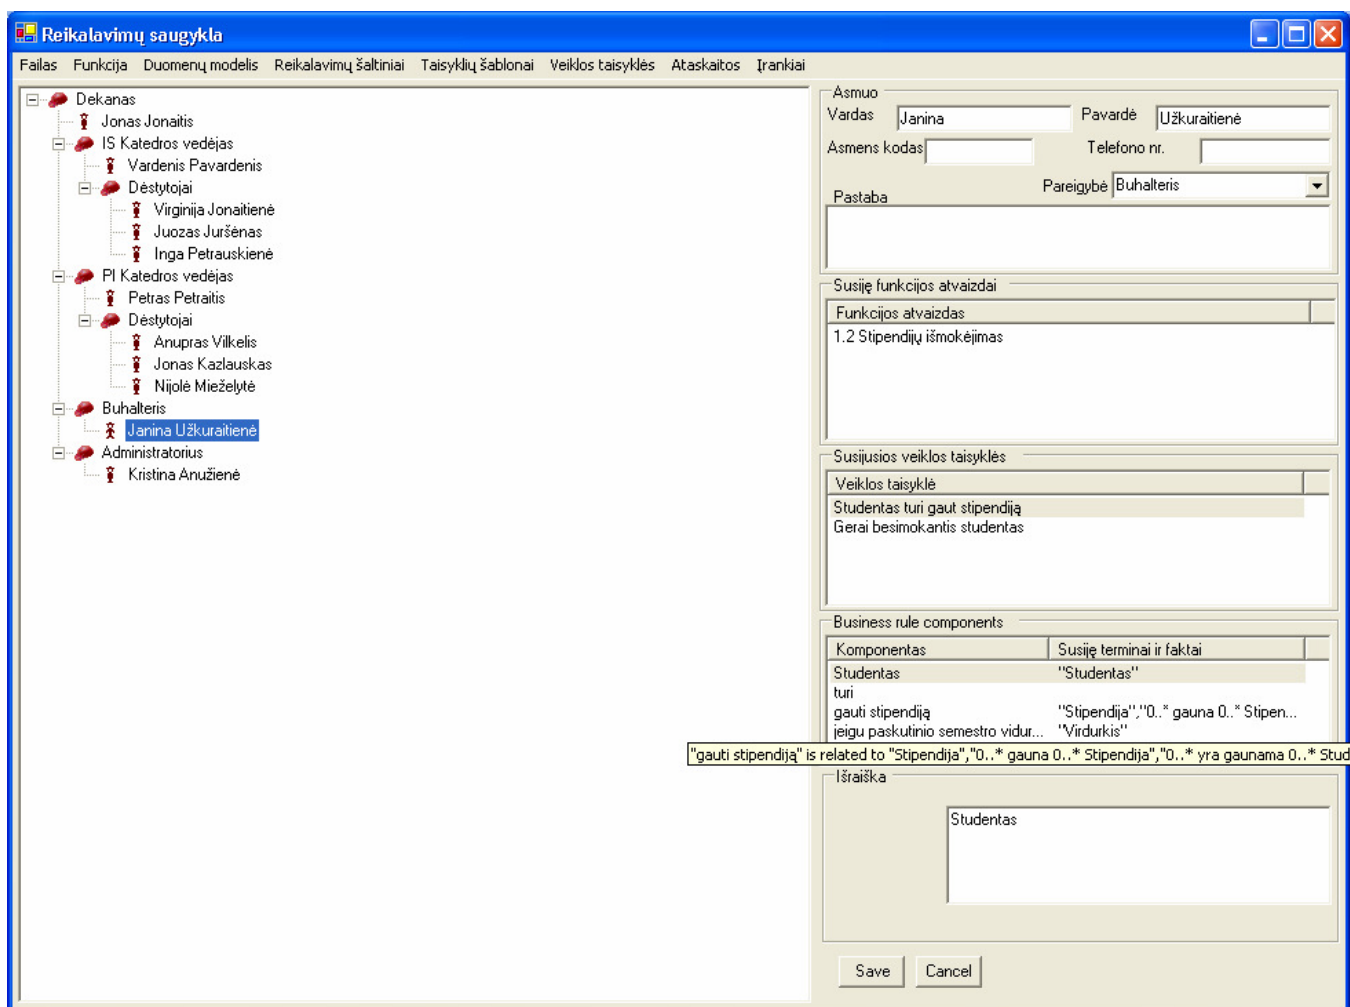 Reikalavimų saugykla
Failas Funkcija Duomenų modelis Reikalavimų šaltiniai Taisyklių šablonai Veiklos taisyklės Ataskaitos Įrankiai
Dekanas
Jonas Jonaitis
IS Katedros vedėjas
Vardenis Pavardenis
Dėstytojai
Virginija Jonaitienė
Juozas Juršėnas
Inga Petrauskienė
PI Katedros vedėjas
Petras Petraitis
Dėstytojai
Anupras Vilkelis
Jonas Kazlauskas
Nijolė Mieželytė
Buhalteris
Janina Užkuraitienė
Administratorius
Kristina Anužienė
Asmuo
Vardas Janina Pavardė Užkuraitienė
Asmens kodas Telefono nr.
Pareigybė Buhalteris
Pastaba
Susiję funkcijos atvaizdai
Funkcijos atvaizdas
1.2 Stipendijų išmokėjimas
Susijusios veiklos taisyklės
Veiklos taisyklė
Studentas turi gaut stipendiją
Gerai besimokantis studentas
Business rule components
Komponentas Susiję terminai ir faktai
Studentas "Studentas"
turi
gauti stipendiją "Stipendija","0..* gauna 0..* Stipen...
jeigu paskutinio semestro vidur... "Virdurkis"
"gauti stipendiją" is related to "Stipendija","0..* gauna 0..* Stipendija","0..* yra gaunama 0..* Stud
Išraiška
Studentas
Save Cancel